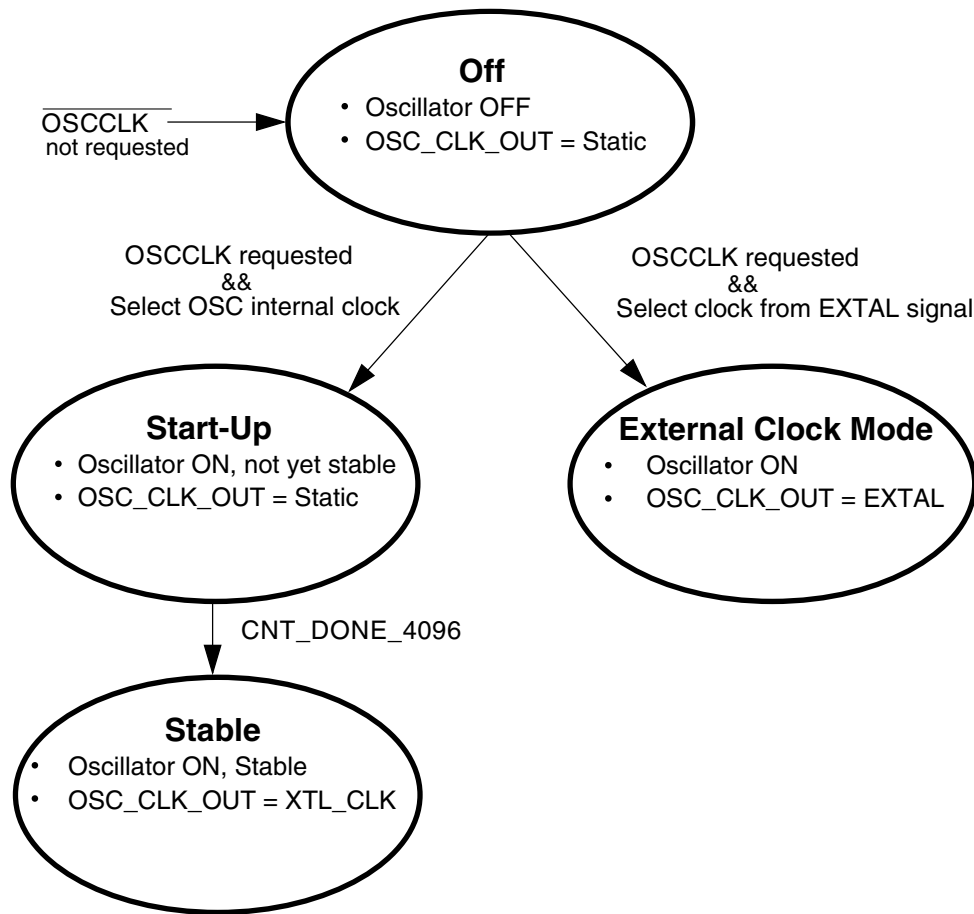 Off
• Oscillator OFF
• OSC_CLK_OUT = Static
OSCCLK
not requested
OSCCLK requested
&&
Select OSC internal clock
OSCCLK requested
&&
Select clock from EXTAL signal
Start-Up
• Oscillator ON, not yet stable
• OSC_CLK_OUT = Static
External Clock Mode
• Oscillator ON
• OSC_CLK_OUT = EXTAL
CNT_DONE_4096
Stable
• Oscillator ON, Stable
• OSC_CLK_OUT = XTL_CLK